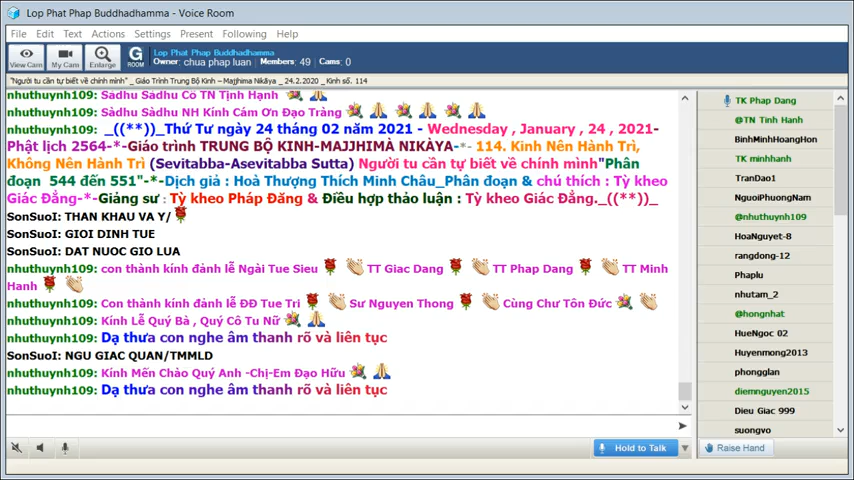 Lop Phat Phap Buddhadhamma - Voice Room
File Edit Text Actions Settings Present Following Help
View Cam My Cam Enlarge G ROOM
Lop Phat Phap Buddhadhamma
Owner: chua phap luan Members: 49 Cams: 0
"Người tu cần tự biết về chính mình" _ Giáo Trình Trung Bộ Kinh – Majjhima Nikāya _ 24.2.2020 _ Kinh số. 114
nhuthuynh109: Sādhu Sādhu Cô TN Tịnh Hạnh
nhuthuynh109: Sàdhu Sàdhu NH Kính Cám Ơn Đạo Tràng
nhuthuynh109: _((**))_Thứ Tư ngày 24 tháng 02 năm 2021 - Wednesday , January , 24 , 2021-
Phật lịch 2564-*-Giáo trình TRUNG BỘ KINH-MAJJHIMÀ NIKÀYA-*- 114. Kinh Nên Hành Trì,
Không Nên Hành Trì (Sevitabba-Asevitabba Sutta) Người tu cần tự biết về chính mình"Phân
đoạn 544 đến 551"-*-Dịch giả : Hoà Thượng Thích Minh Châu_Phân đoạn & chú thích : Tỳ kheo
Giác Đẳng-*-Giảng sư : Tỳ kheo Pháp Đăng & Điều hợp thảo luận : Tỳ kheo Giác Đẳng._((**))_
SonSuoI: THAN KHAU VA Y/
SonSuoI: GIOI DINH TUE
SonSuoI: DAT NUOC GIO LUA
nhuthuynh109: con thành kính đảnh lễ Ngài Tue Sieu TT Giac Dang TT Phap Dang TT Minh
Hanh
nhuthuynh109: Con thành kính đảnh lễ ĐĐ Tue Tri Sư Nguyen Thong Cùng Chư Tôn Đức
nhuthuynh109: Kính Lễ Quý Bà , Quý Cô Tu Nữ
nhuthuynh109: Dạ thưa con nghe âm thanh rõ và liên tục
SonSuoI: NGU GIAC QUAN/TMMLD
nhuthuynh109: Kính Mến Chào Quý Anh -Chị-Em Đạo Hữu
nhuthuynh109: Dạ thưa con nghe âm thanh rõ và liên tục
TK Phap Dang
@TN Tinh Hanh
BinhMinhHoangHon
TK minhhanh
TranDao1
NguoiPhuongNam
@nhuthuynh109
HoaNguyet-8
rangdong-12
Phaplu
nhutam_2
@hongnhat
HueNgoc 02
Huyenmong2013
phongglan
diemnguyen2015
Dieu Giac 999
suongvo
Hold to Talk
Raise Hand